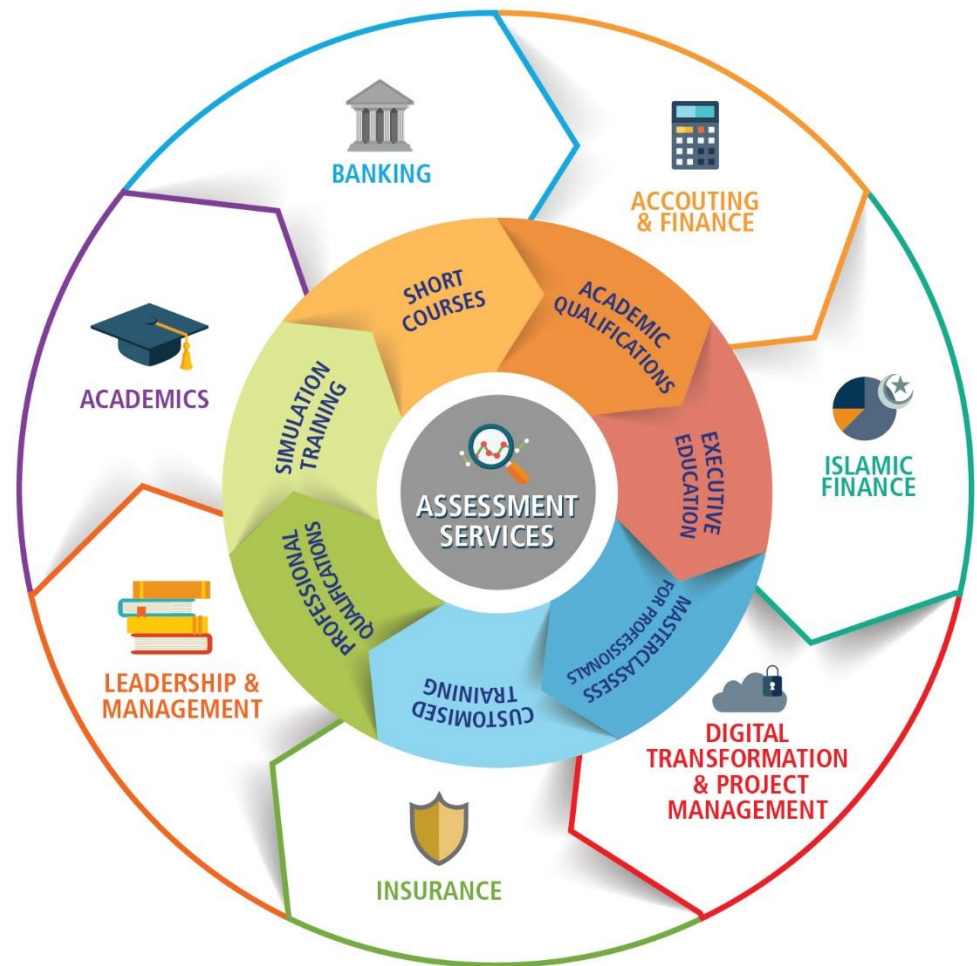 BANKING
ACCOUTING
& FINANCE
ISLAMIC
FINANCE
DIGITAL
TRANSFORMATION
& PROJECT
MANAGEMENT
INSURANCE
LEADERSHIP &
MANAGEMENT
ACADEMICS
SHORT
COURSES
ACADEMIC
QUALIFICATIONS
EXECUTIVE
EDUCATION
MASTERCLASSESS
FOR PROFESSIONALS
CUSTOMISED
TRAINING
PROFESSIONAL
QUALIFICATIONS
SIMULATION
TRAINING
ASSESSMENT
SERVICES